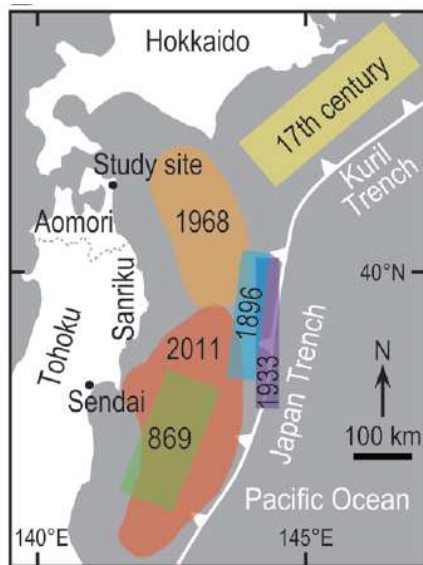 Hokkaido
17th century
Kuril
Trench
Study site
Aomori
1968
40°N
Sanriku
Tohoku
1896
1933
2011
Japan Trench
N
Sendai
869
100 km
Pacific Ocean
140°E
145°E